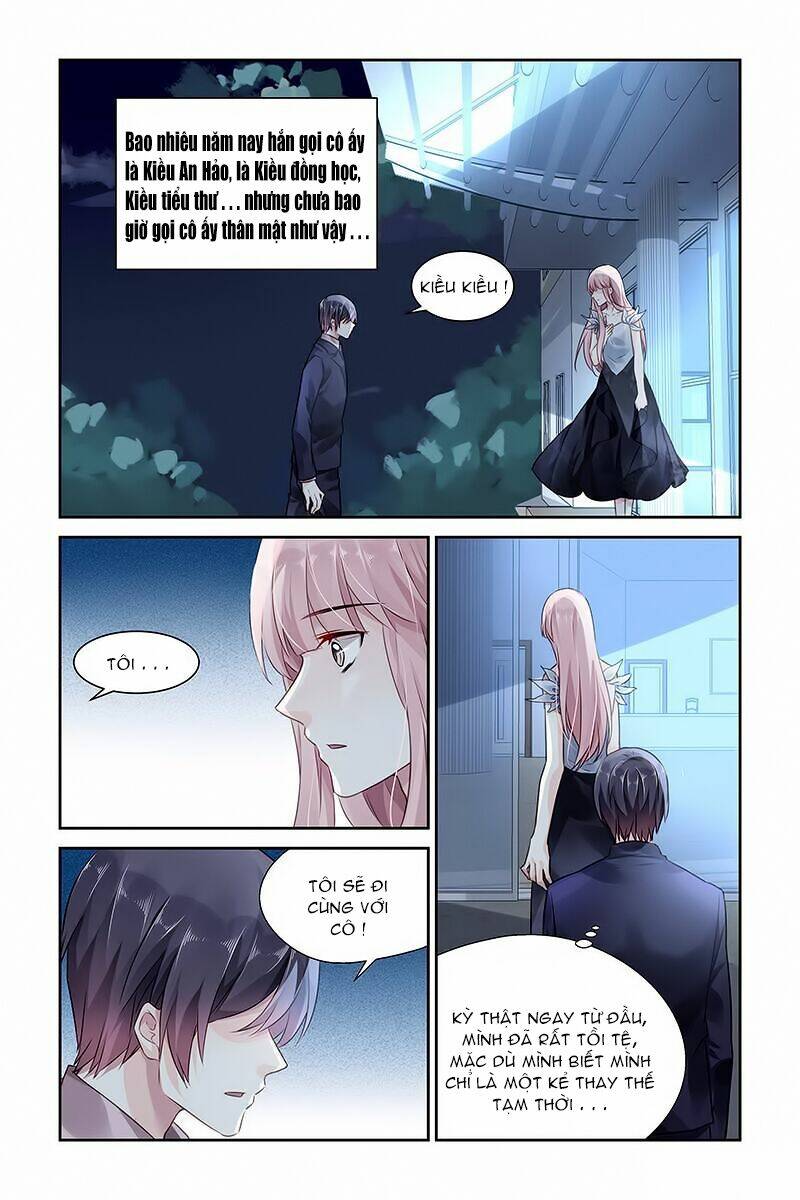 Bao nhiêu năm nay hắn gọi cô ấy
là Kiều An Hảo, là Kiều đồng học,
Kiều tiểu thư . . . nhưng chưa bao
giờ gọi cô ấy thân mật như vậy . . .
KIỀU KIỀU !
TÔI . . .
TÔI SẼ ĐI
CÙNG VỚI
CÔ !
KỲ THẬT NGAY TỪ ĐẦU,
MÌNH ĐÃ RẤT TỒI TỆ,
MẶC DÙ MÌNH BIẾT MÌNH
CHỈ LÀ MỘT KẺ THAY THẾ
TẠM THỜI . . .